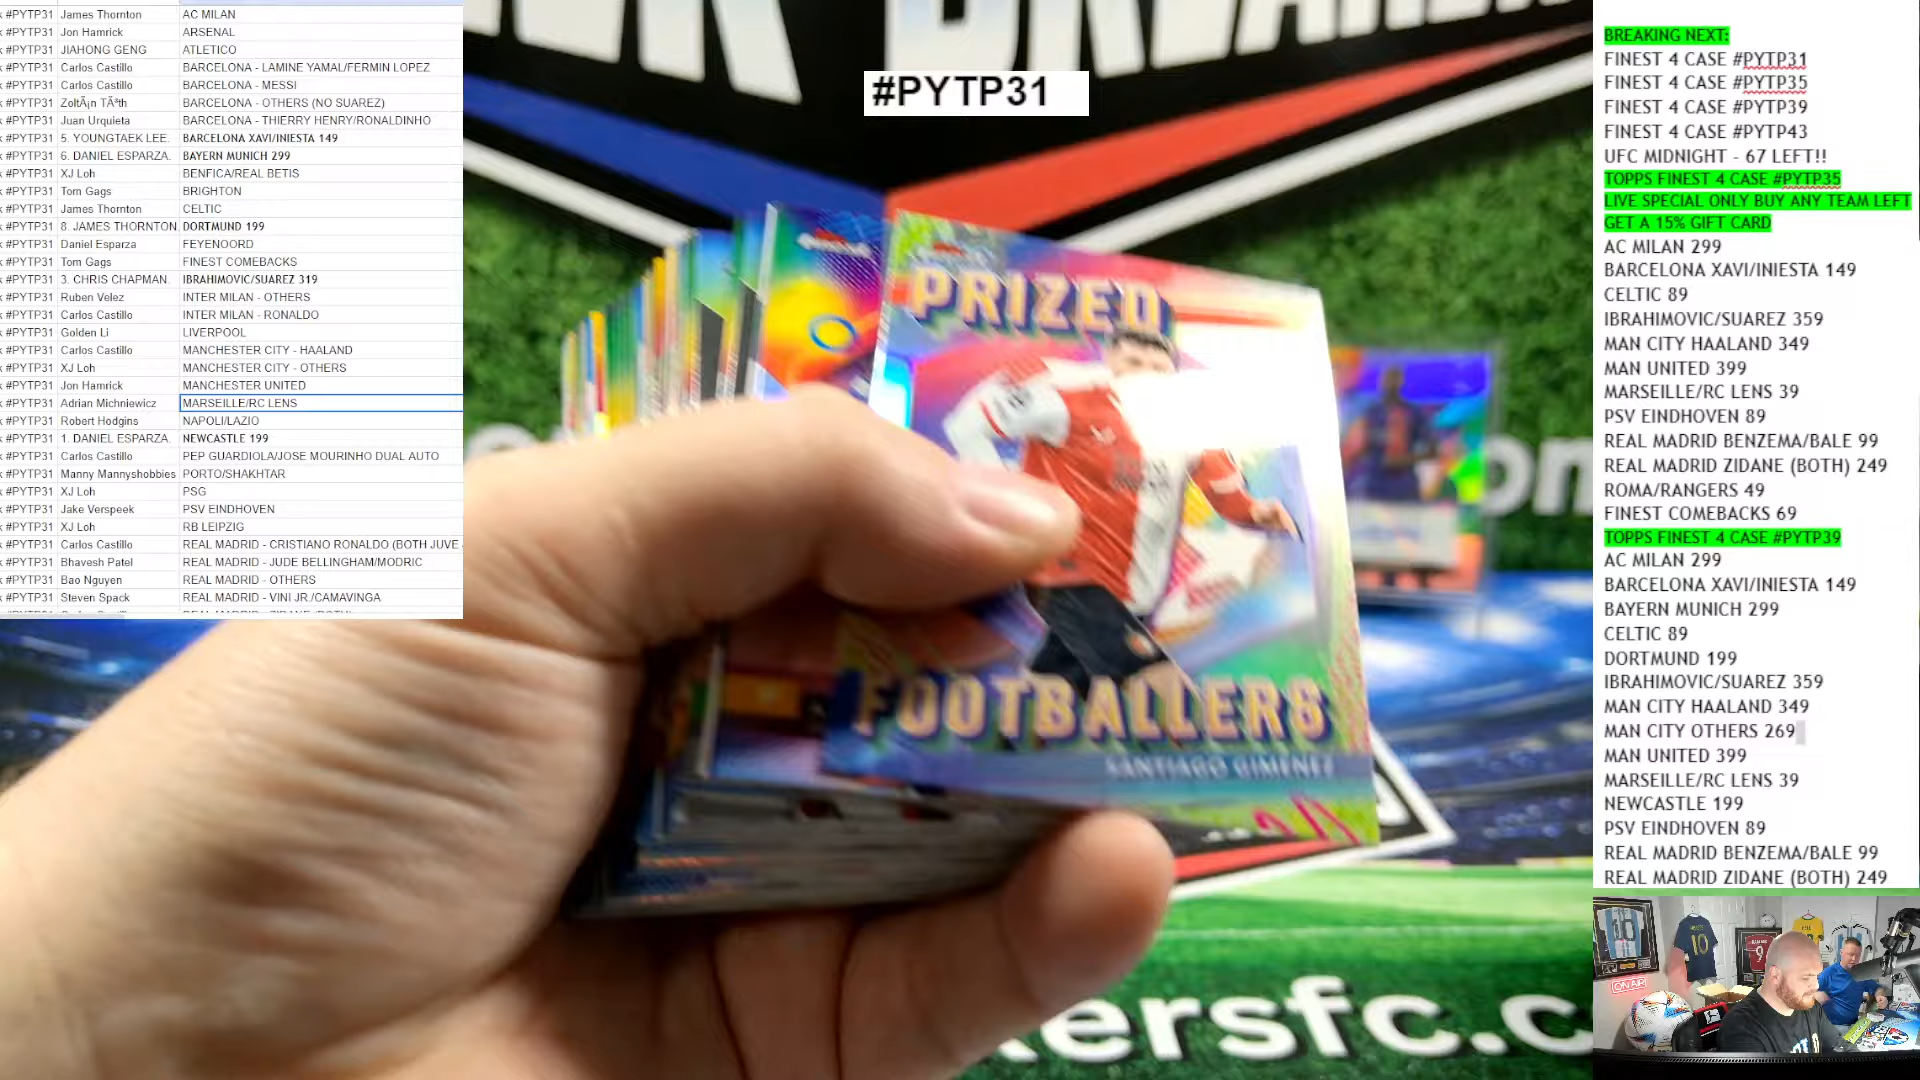 #PYTP31 James Thornton AC MILAN
#PYTP31 Jon Hamrick ARSENAL
#PYTP31 JIAHONG GENG ATLETICO
#PYTP31 Carlos Castillo BARCELONA - LAMINE YAMAL/FERMIN LOPEZ
#PYTP31 Carlos Castillo BARCELONA - MESSI
#PYTP31 ZoltÃ¡n TÃ³th BARCELONA - OTHERS (NO SUAREZ)
#PYTP31 Juan Urquieta BARCELONA - THIERRY HENRY/RONALDINHO
#PYTP31 5. YOUNGTAEK LEE. BARCELONA XAVI/INIESTA 149
#PYTP31 6. DANIEL ESPARZA. BAYERN MUNICH 299
#PYTP31 XJ Loh BENFICA/REAL BETIS
#PYTP31 Tom Gags BRIGHTON
#PYTP31 James Thornton CELTIC
#PYTP31 8. JAMES THORNTON. DORTMUND 199
#PYTP31 Daniel Esparza FEYENOORD
#PYTP31 Tom Gags FINEST COMEBACKS
#PYTP31 3. CHRIS CHAPMAN. IBRAHIMOVIC/SUAREZ 319
#PYTP31 Ruben Velez INTER MILAN - OTHERS
#PYTP31 Carlos Castillo INTER MILAN - RONALDO
#PYTP31 Golden Li LIVERPOOL
#PYTP31 Carlos Castillo MANCHESTER CITY - HAALAND
#PYTP31 XJ Loh MANCHESTER CITY - OTHERS
#PYTP31 Jon Hamrick MANCHESTER UNITED
#PYTP31 Adrian Michniewicz MARSEILLE/RC LENS
#PYTP31 Robert Hodgins NAPOLI/LAZIO
#PYTP31 1. DANIEL ESPARZA. NEWCASTLE 199
#PYTP31 Carlos Castillo PEP GUARDIOLA/JOSE MOURINHO DUAL AUTO
#PYTP31 Manny Mannyshobbies PORTO/SHAKHTAR
#PYTP31 XJ Loh PSG
#PYTP31 Jake Verspeek PSV EINDHOVEN
#PYTP31 XJ Loh RB LEIPZIG
#PYTP31 Carlos Castillo REAL MADRID - CRISTIANO RONALDO (BOTH JUVE
#PYTP31 Bhavesh Patel REAL MADRID - JUDE BELLINGHAM/MODRIC
#PYTP31 Bao Nguyen REAL MADRID - OTHERS
#PYTP31 Steven Spack REAL MADRID - VINI JR./CAMAVINGA
#PYTP31
PRIZED
FOOTBALLERS
SANTIAGO GIMENEZ
kersfc.c
BREAKING NEXT:
FINEST 4 CASE #PYTP31
FINEST 4 CASE #PYTP35
FINEST 4 CASE #PYTP39
FINEST 4 CASE #PYTP43
UFC MIDNIGHT - 67 LEFT!!
TOPPS FINEST 4 CASE #PYTP35
LIVE SPECIAL ONLY BUY ANY TEAM LEFT
GET A 15% GIFT CARD
AC MILAN 299
BARCELONA XAVI/INIESTA 149
CELTIC 89
IBRAHIMOVIC/SUAREZ 359
MAN CITY HAALAND 349
MAN UNITED 399
MARSEILLE/RC LENS 39
PSV EINDHOVEN 89
REAL MADRID BENZEMA/BALE 99
REAL MADRID ZIDANE (BOTH) 249
ROMA/RANGERS 49
FINEST COMEBACKS 69
TOPPS FINEST 4 CASE #PYTP39
AC MILAN 299
BARCELONA XAVI/INIESTA 149
BAYERN MUNICH 299
CELTIC 89
DORTMUND 199
IBRAHIMOVIC/SUAREZ 359
MAN CITY HAALAND 349
MAN CITY OTHERS 269
MAN UNITED 399
MARSEILLE/RC LENS 39
NEWCASTLE 199
PSV EINDHOVEN 89
REAL MADRID BENZEMA/BALE 99
REAL MADRID ZIDANE (BOTH) 249
ON AIR